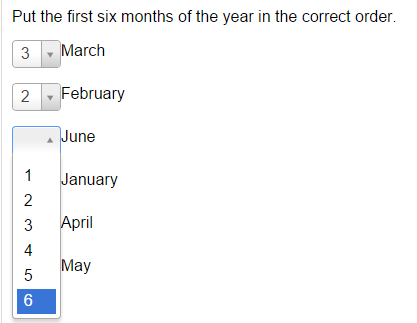 Put the first six months of the year in the correct order.
3 March
2 February
June
1
January
2
3
April
4
5
May
6